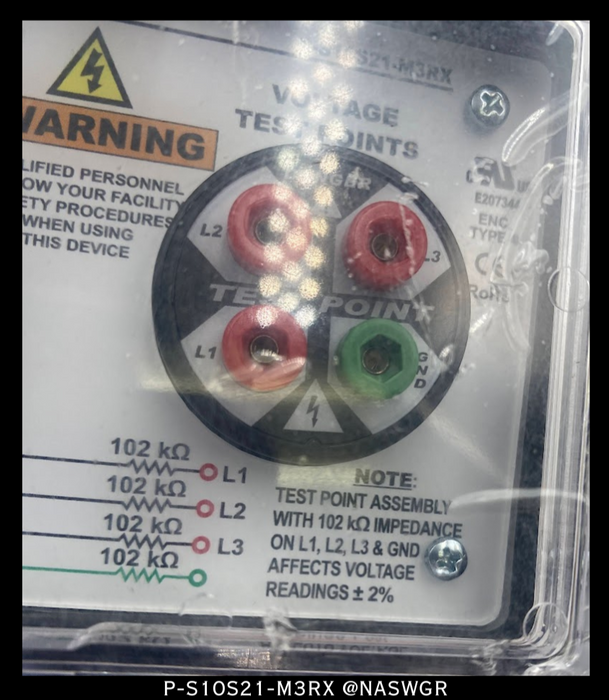 S10S21-M3RX
WARNING
VOLTAGE
TEST POINTS
LIFIED PERSONNEL
OW YOUR FACILITY
ETY PROCEDURES
WHEN USING
THIS DEVICE
DANGER
L2
L3
TEST POINT
L1
GND
E20734
ENC
TYPE
CE
RoHS
102 kΩ L1
102 kΩ L2
102 kΩ L3
102 kΩ
NOTE:
TEST POINT ASSEMBLY
WITH 102 kΩ IMPEDANCE
ON L1, L2, L3 & GND
AFFECTS VOLTAGE
READINGS ± 2%
P-S10S21-M3RX @NASWGR